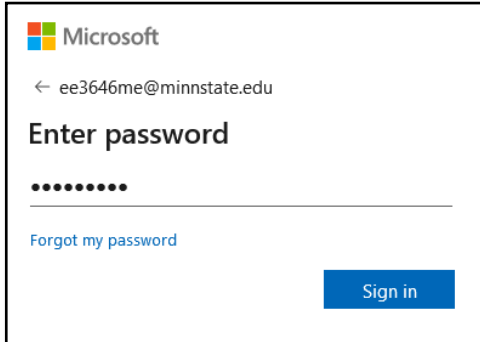 Microsoft
← ee3646me@minnstate.edu
Enter password
•••••••••
Forgot my password
Sign in